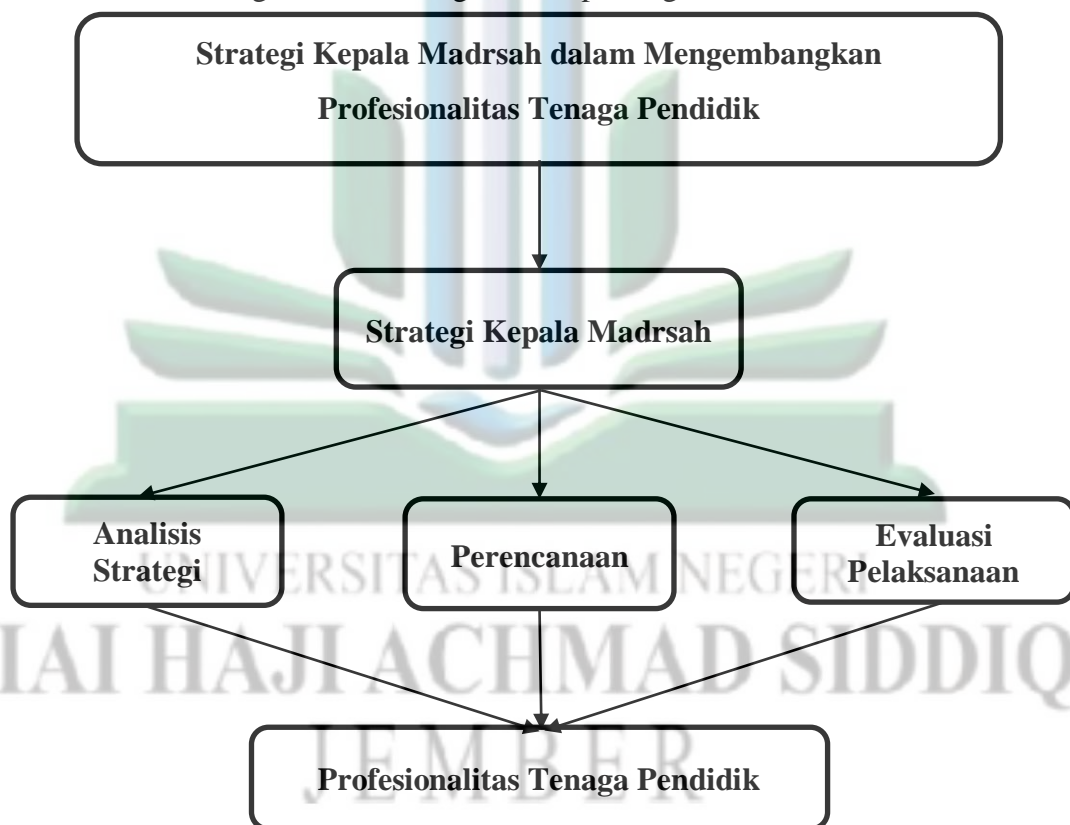 Strategi Kepala Madrsah dalam Mengembangkan
Profesionalitas Tenaga Pendidik
Strategi Kepala Madrsah
Analisis
Strategi
Perencanaan
Evaluasi
Pelaksanaan
UNIVERSITAS ISLAM NEGERI
IAI HAJI ACHMAD SIDDIQ
JEMBER
Profesionalitas Tenaga Pendidik